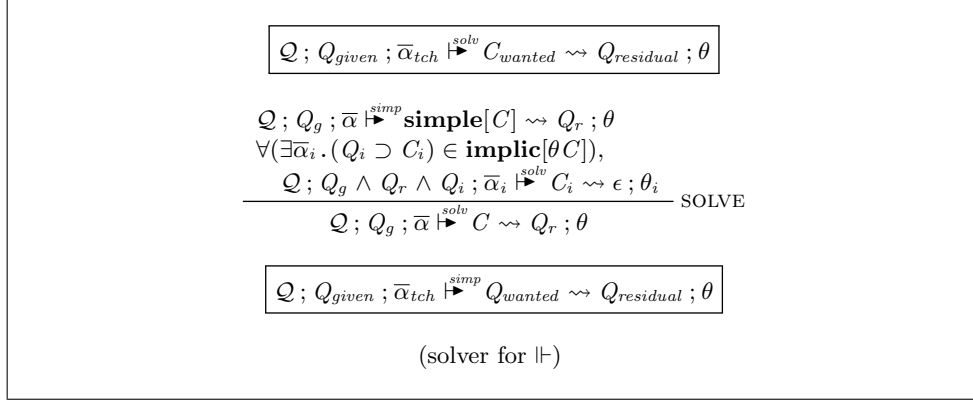 𝒬 ; Q_given ; ᾱ_tch ⊢^solv C_wanted ⇝ Q_residual ; θ
𝒬 ; Q_g ; ᾱ ⊢^simp simple[C] ⇝ Q_r ; θ
∀(∃ᾱ_i.(Q_i ⊃ C_i) ∈ implic[θC]),
𝒬 ; Q_g ∧ Q_r ∧ Q_i ; ᾱ_i ⊢^solv C_i ⇝ ϵ ; θ_i
SOLVE
𝒬 ; Q_g ; ᾱ ⊢^solv C ⇝ Q_r ; θ
𝒬 ; Q_given ; ᾱ_tch ⊢^simp Q_wanted ⇝ Q_residual ; θ
(solver for ⊩)